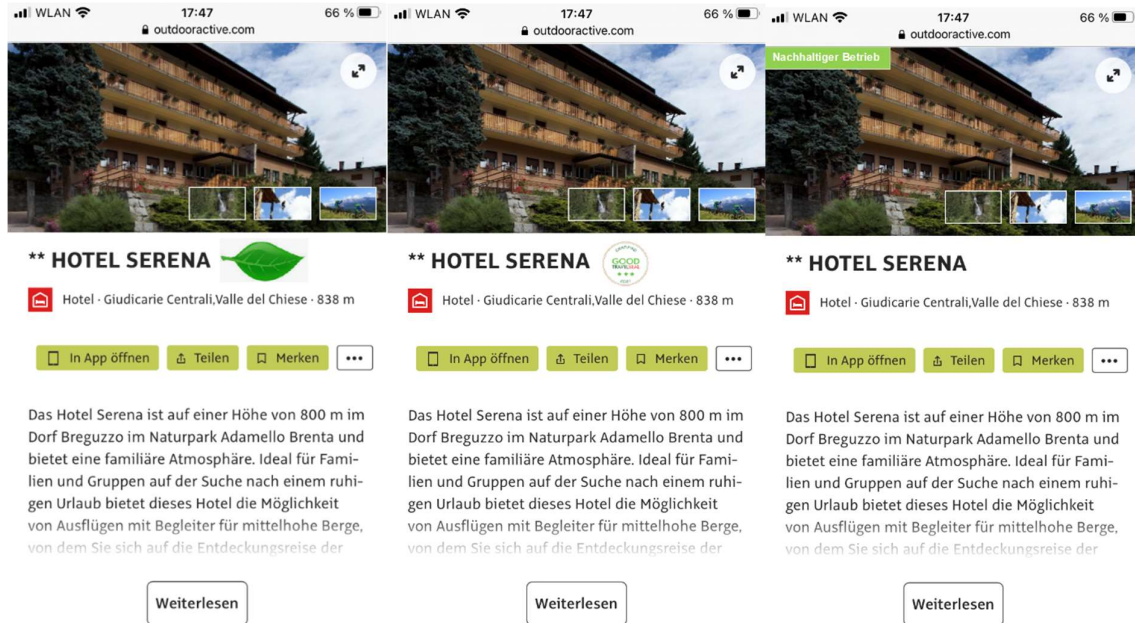 WLAN 17:47 66 %
outdooractive.com
** HOTEL SERENA
Hotel · Giudicarie Centrali,Valle del Chiese · 838 m
In App öffnen Teilen Merken
Das Hotel Serena ist auf einer Höhe von 800 m im
Dorf Breguzzo im Naturpark Adamello Brenta und
bietet eine familiäre Atmosphäre. Ideal für Fami-
lien und Gruppen auf der Suche nach einem ruhi-
gen Urlaub bietet dieses Hotel die Möglichkeit
von Ausflügen mit Begleiter für mittelhohe Berge,
von dem Sie sich auf die Entdeckungsreise der
Weiterlesen
WLAN 17:47 66 %
outdooractive.com
** HOTEL SERENA
GOOD
TRAVEL SEAL
Hotel · Giudicarie Centrali,Valle del Chiese · 838 m
In App öffnen Teilen Merken
Das Hotel Serena ist auf einer Höhe von 800 m im
Dorf Breguzzo im Naturpark Adamello Brenta und
bietet eine familiäre Atmosphäre. Ideal für Fami-
lien und Gruppen auf der Suche nach einem ruhi-
gen Urlaub bietet dieses Hotel die Möglichkeit
von Ausflügen mit Begleiter für mittelhohe Berge,
von dem Sie sich auf die Entdeckungsreise der
Weiterlesen
WLAN 17:47 66 %
outdooractive.com
Nachhaltiger Betrieb
** HOTEL SERENA
Hotel · Giudicarie Centrali,Valle del Chiese · 838 m
In App öffnen Teilen Merken
Das Hotel Serena ist auf einer Höhe von 800 m im
Dorf Breguzzo im Naturpark Adamello Brenta und
bietet eine familiäre Atmosphäre. Ideal für Fami-
lien und Gruppen auf der Suche nach einem ruhi-
gen Urlaub bietet dieses Hotel die Möglichkeit
von Ausflügen mit Begleiter für mittelhohe Berge,
von dem Sie sich auf die Entdeckungsreise der
Weiterlesen